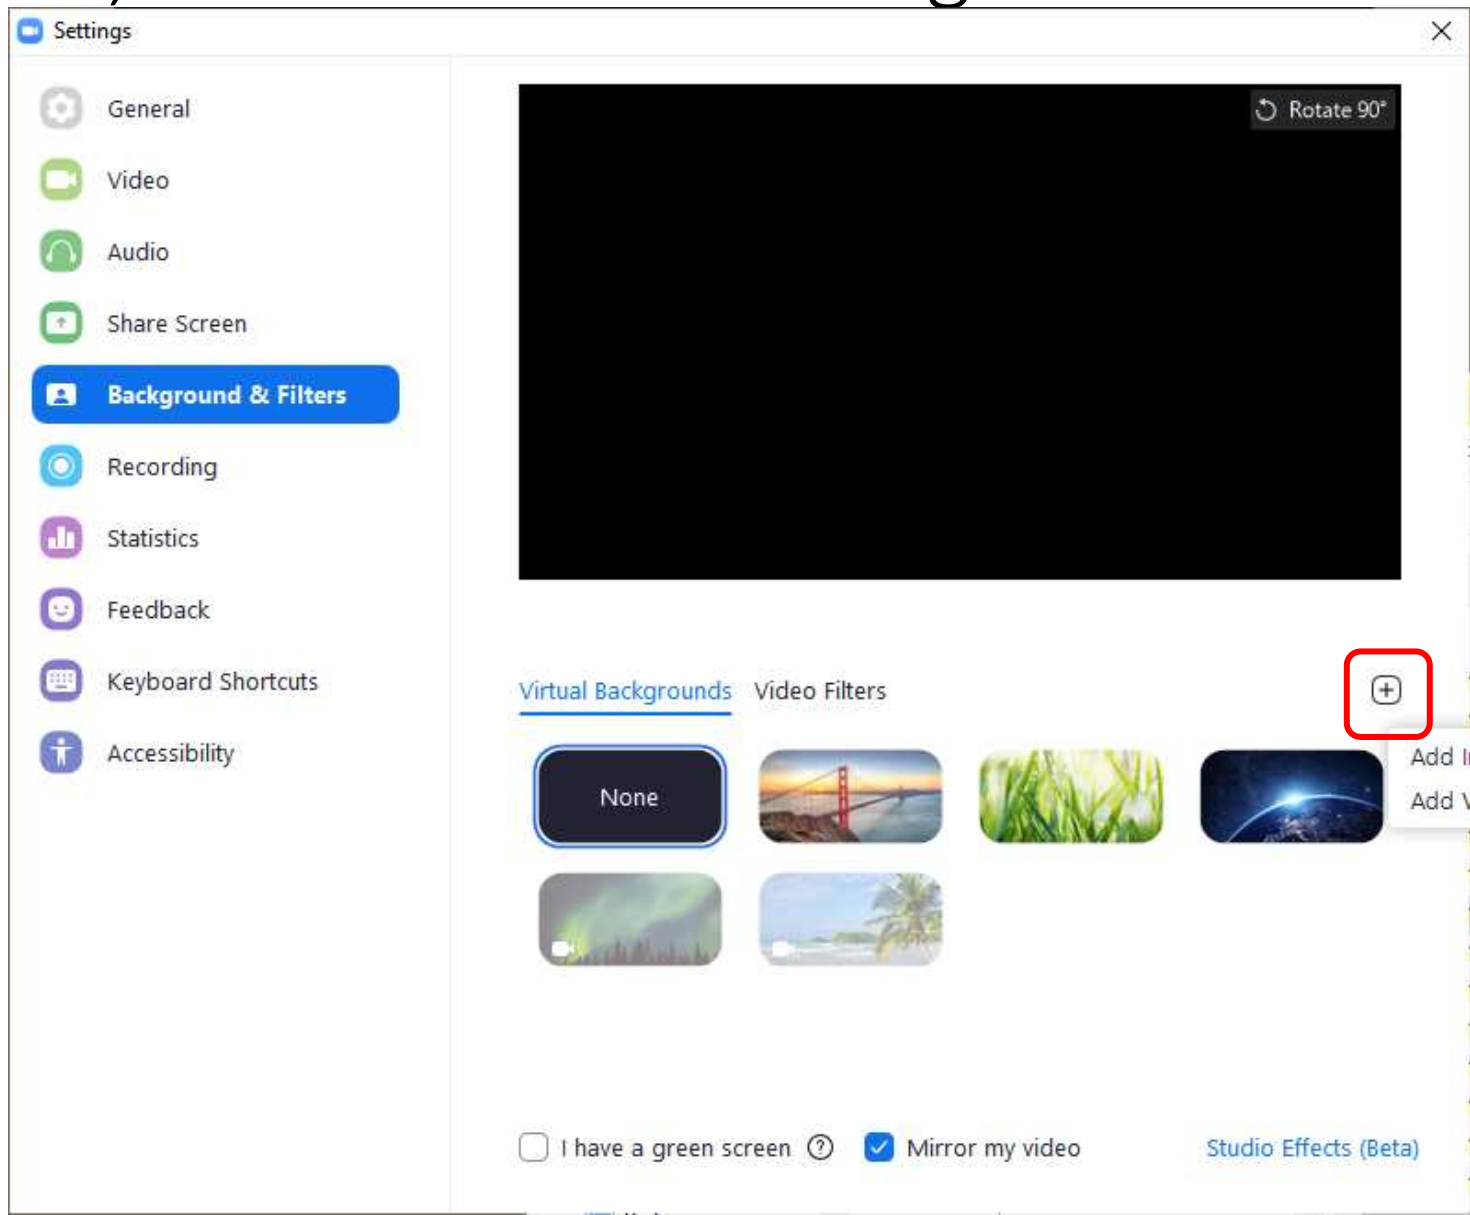 Settings
General
Video
Audio
Share Screen
Background & Filters
Recording
Statistics
Feedback
Keyboard Shortcuts
Accessibility
Rotate 90°
Virtual Backgrounds Video Filters
Add
Add
None
I have a green screen Mirror my video Studio Effects (Beta)